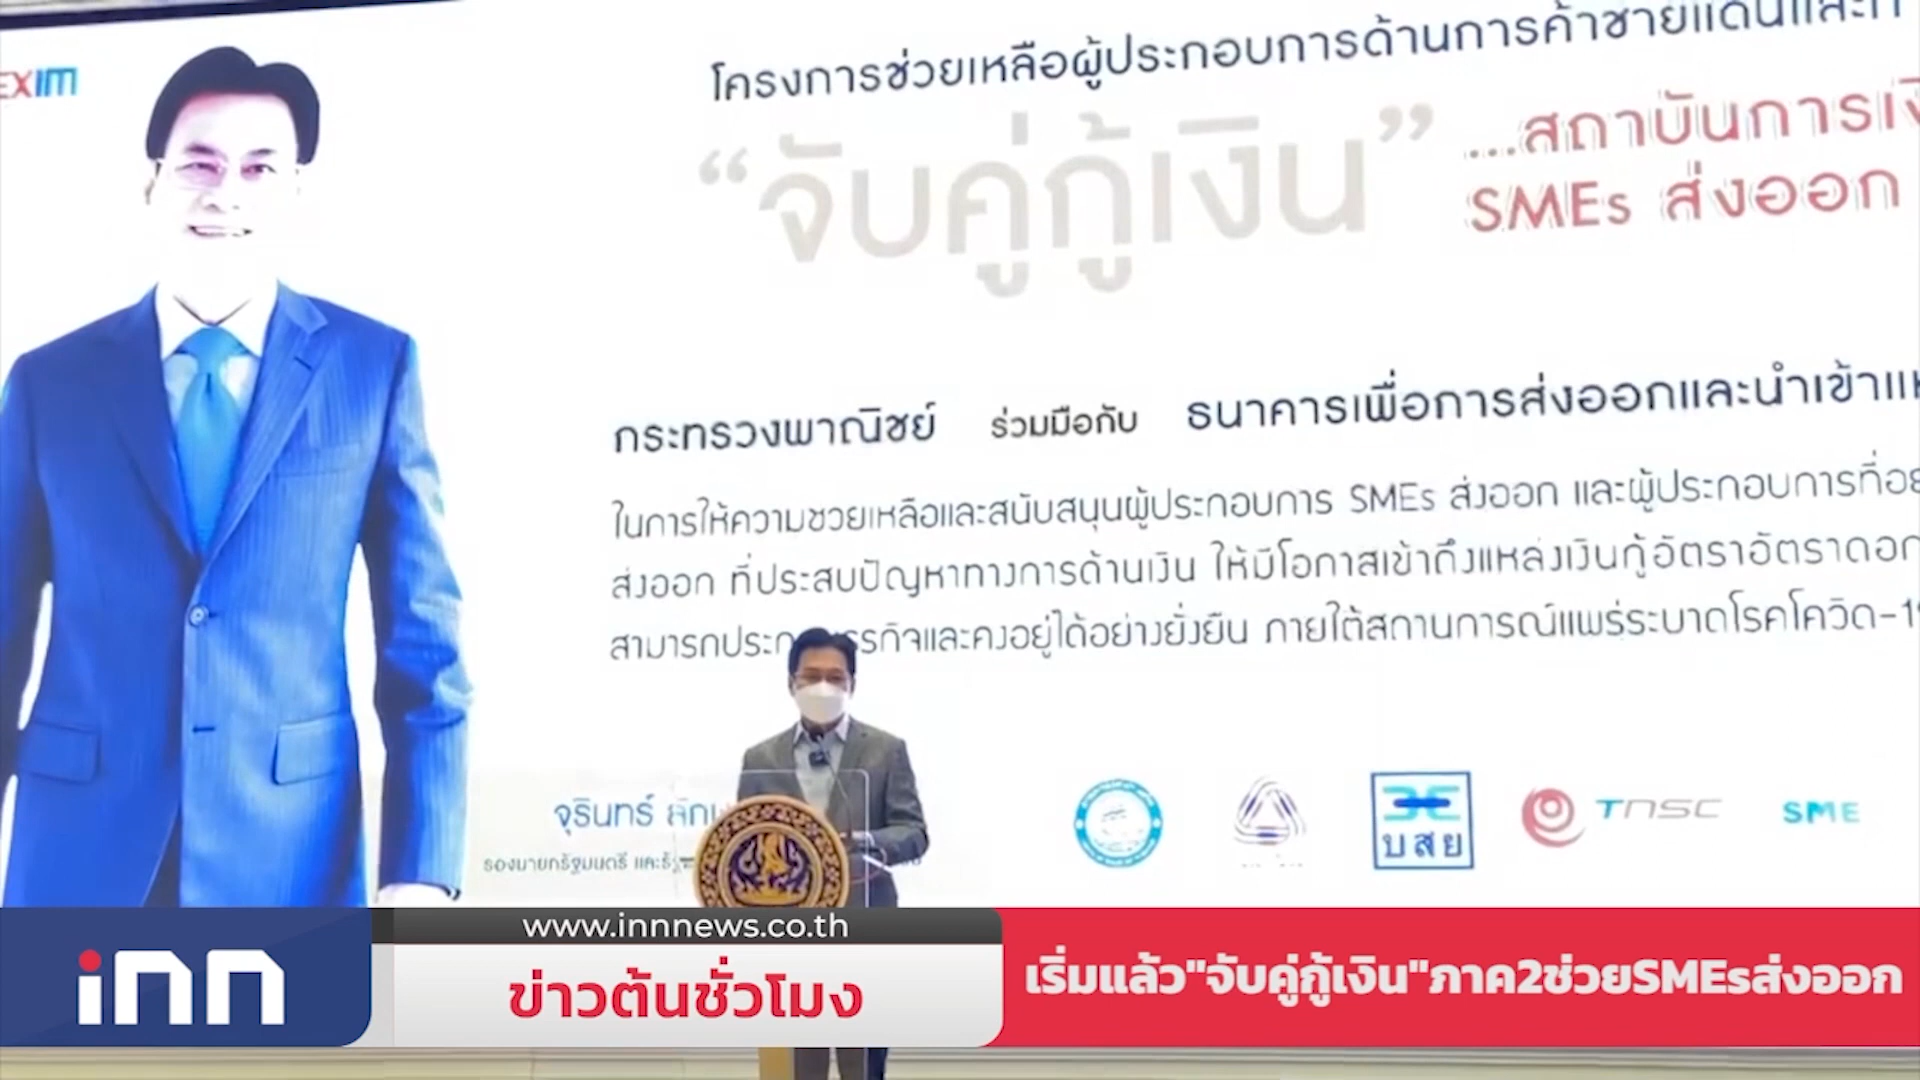 EXIM
โครงการช่วยเหลือผู้ประกอบการด้านการค้าชายแดนและ
“จับคู่กู้เงิน”
...สถาบันการเงิ
SMEs ส่งออก
กระทรวงพาณิชย์ ร่วมมือกับ ธนาคารเพื่อการส่งออกและนำเข้าแห
ในการให้ความช่วยเหลือและสนับสนุนผู้ประกอบการ SMEs ส่งออก และผู้ประกอบการที่อย
ส่งออก ที่ประสบปัญหาทางการด้านเงิน ให้มีโอกาสเข้าถึงแหล่งเงินกู้อัตราอัตราดอก
สามารถประก รกิจและคงอยู่ได้อย่างยั่งยืน ภายใต้สถานการณ์แพร่ระบาดโรคโควิด-1
จุรินทร์ ลัก
รองนายกรัฐมนตรี และรัฐ
บสย
TNSC
SME
inn
www.innnews.co.th
ข่าวต้นชั่วโมง
เริ่มแล้ว"จับคู่กู้เงิน"ภาค2ช่วยSMEsส่งออก